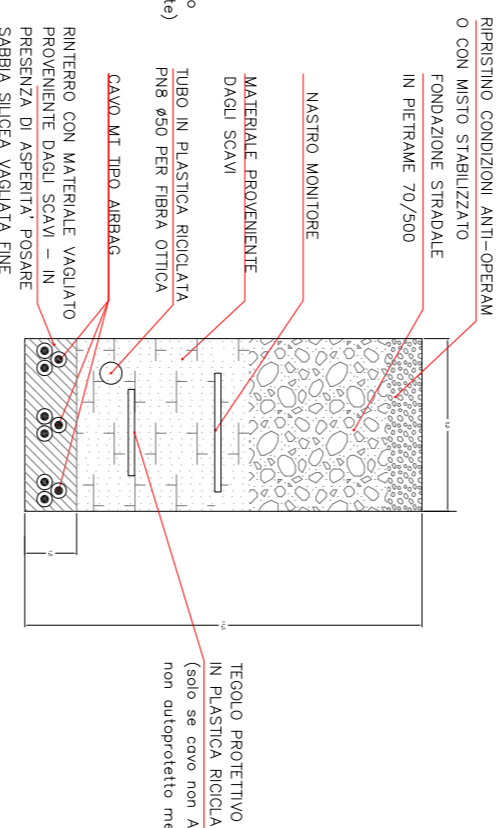 RIPRISTINO CONDIZIONI ANTI-OPERAM
O CON MISTO STABILIZZATO
FONDAZIONE STRADALE
IN PIETRAME 70/500
NASTRO MONITORE
MATERIALE PROVENIENTE
DAGLI SCAVI
TUBO IN PLASTICA RICICLATA
PN8 ø50 PER FIBRA OTTICA
CAVO MT TIPO AIRBAG
RINTERRO CON MATERIALE VAGLIATO
PROVENIENTE DAGLI SCAVI - IN
PRESENZA DI ASPERITA' POSARE
SABBIA SILICEA VAGLIATA FINE
o
te)
TEGOLO PROTETTIVO
IN PLASTICA RICICLA
(solo se cavo non A
non autoprotetto me